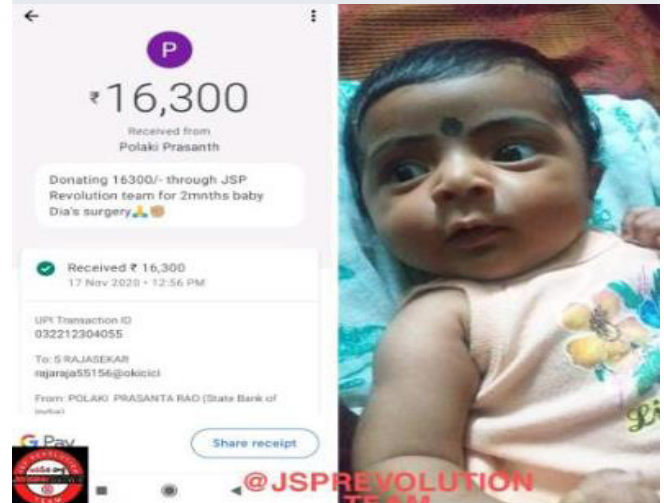 P
₹16,300
Received from
Polaki Prasanth
Donating 16300/- through JSP
Revolution team for 2mnths baby
Dia's surgery🙏✊🏽
Received ₹ 16,300
17 Nov 2020 • 12:56 PM
UPI Transaction ID
032212304055
To: S RAJASEKAR
rajaraja55156@okicici
From: POLAKI PRASANTA RAO (State Bank of
India)
G Pay
Share receipt
@JSPREVOLUTION
TEAM
Li